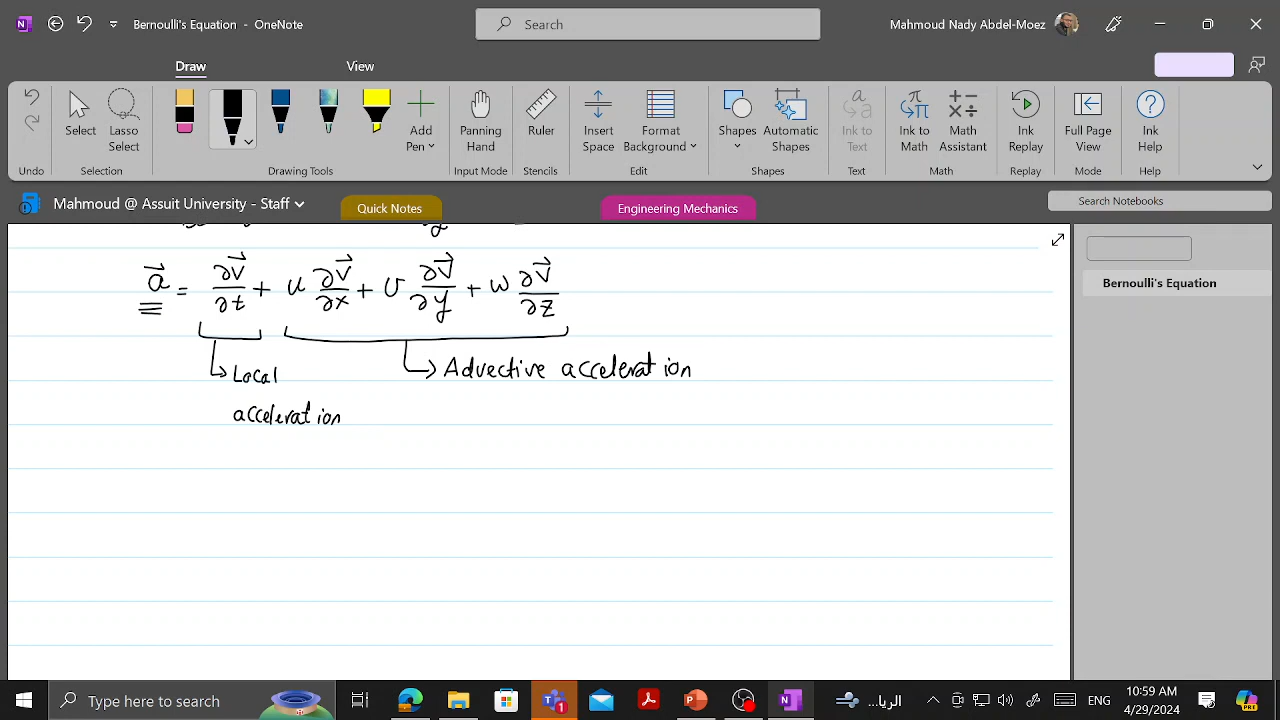 Bernoulli's Equation - OneNote
Search
Mahmoud Nady Abdel-Moez
Draw
View
Select
Lasso Select
Add Pen
Panning Hand
Ruler
Insert Space
Format Background
Shapes
Automatic Shapes
Ink to Text
Ink to Math
Math Assistant
Ink Replay
Full Page View
Ink Help
Undo
Selection
Drawing Tools
Input Mode
Stencils
Edit
Shapes
Text
Math
Replay
Mode
Help
Mahmoud @ Assuit University - Staff
Quick Notes
Engineering Mechanics
Search Notebooks
Bernoulli's Equation
a⃗ = ∂V⃗/∂t + u ∂V⃗/∂x + v ∂V⃗/∂y + w ∂V⃗/∂z
Local
acceleration
Advective acceleration
Type here to search
1
الريا...
ENG
10:59 AM
4/29/2024
PRE